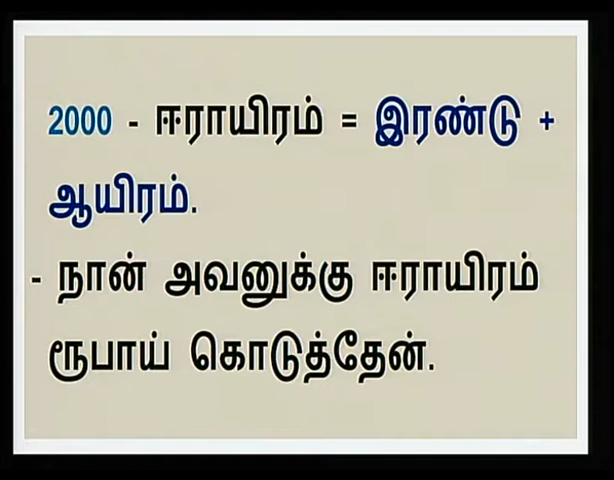 2000 - ஈராயிரம் = இரண்டு +
ஆயிரம்.
- நான் அவனுக்கு ஈராயிரம்
ரூபாய் கொடுத்தேன்.